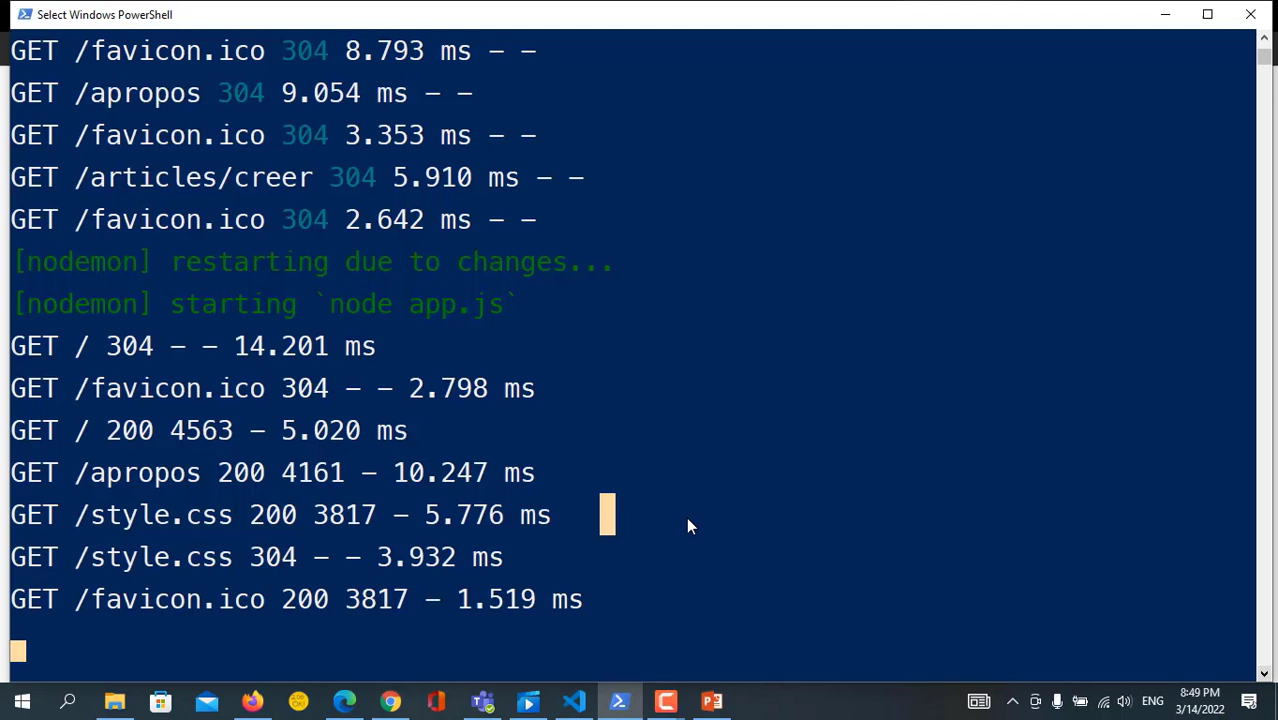 Select Windows PowerShell
GET /favicon.ico 304 8.793 ms - -
GET /apropos 304 9.054 ms - -
GET /favicon.ico 304 3.353 ms - -
GET /articles/creer 304 5.910 ms - -
GET /favicon.ico 304 2.642 ms - -
[nodemon] restarting due to changes...
[nodemon] starting `node app.js`
GET / 304 - - 14.201 ms
GET /favicon.ico 304 - - 2.798 ms
GET / 200 4563 - 5.020 ms
GET /apropos 200 4161 - 10.247 ms
GET /style.css 200 3817 - 5.776 ms
GET /style.css 304 - - 3.932 ms
GET /favicon.ico 200 3817 - 1.519 ms
ENG
8:49 PM
3/14/2022